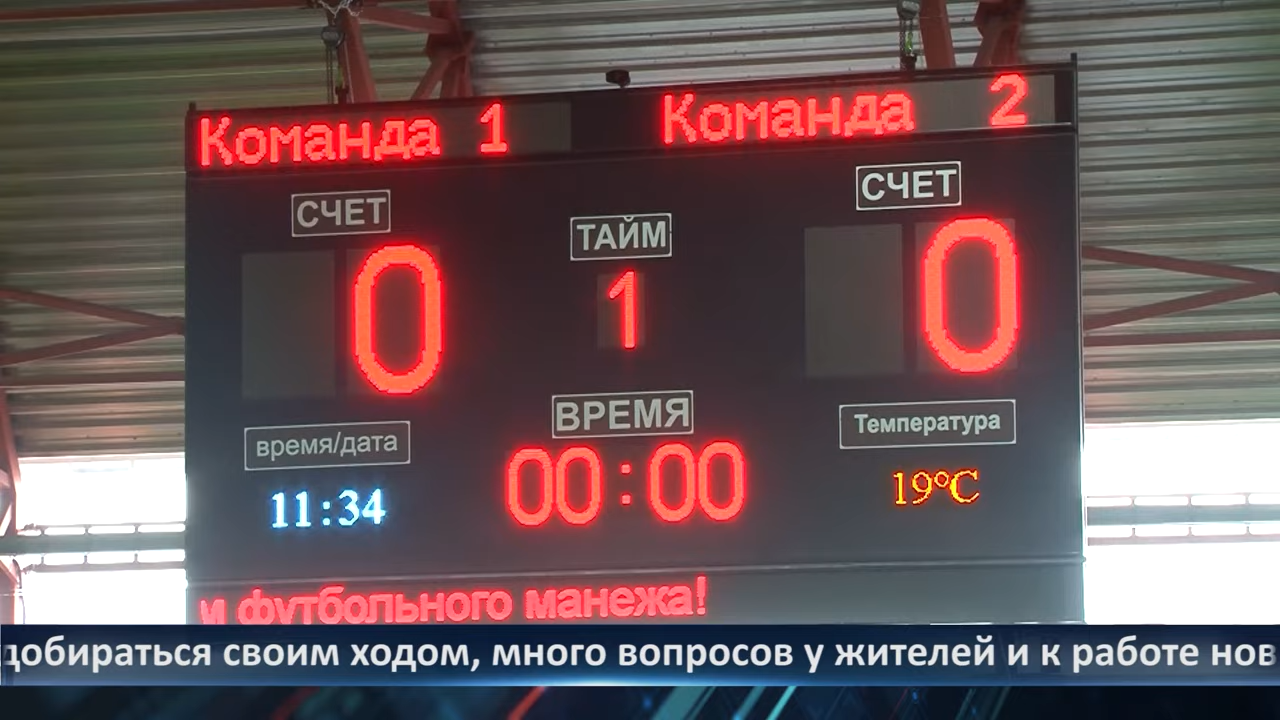 Команда 1 Команда 2
СЧЕТ СЧЕТ
ТАЙМ
0 1 0
ВРЕМЯ
время/дата Температура
11:34 00:00 19°C
и футбольного манежа!
добираться своим ходом, много вопросов у жителей и к работе нов